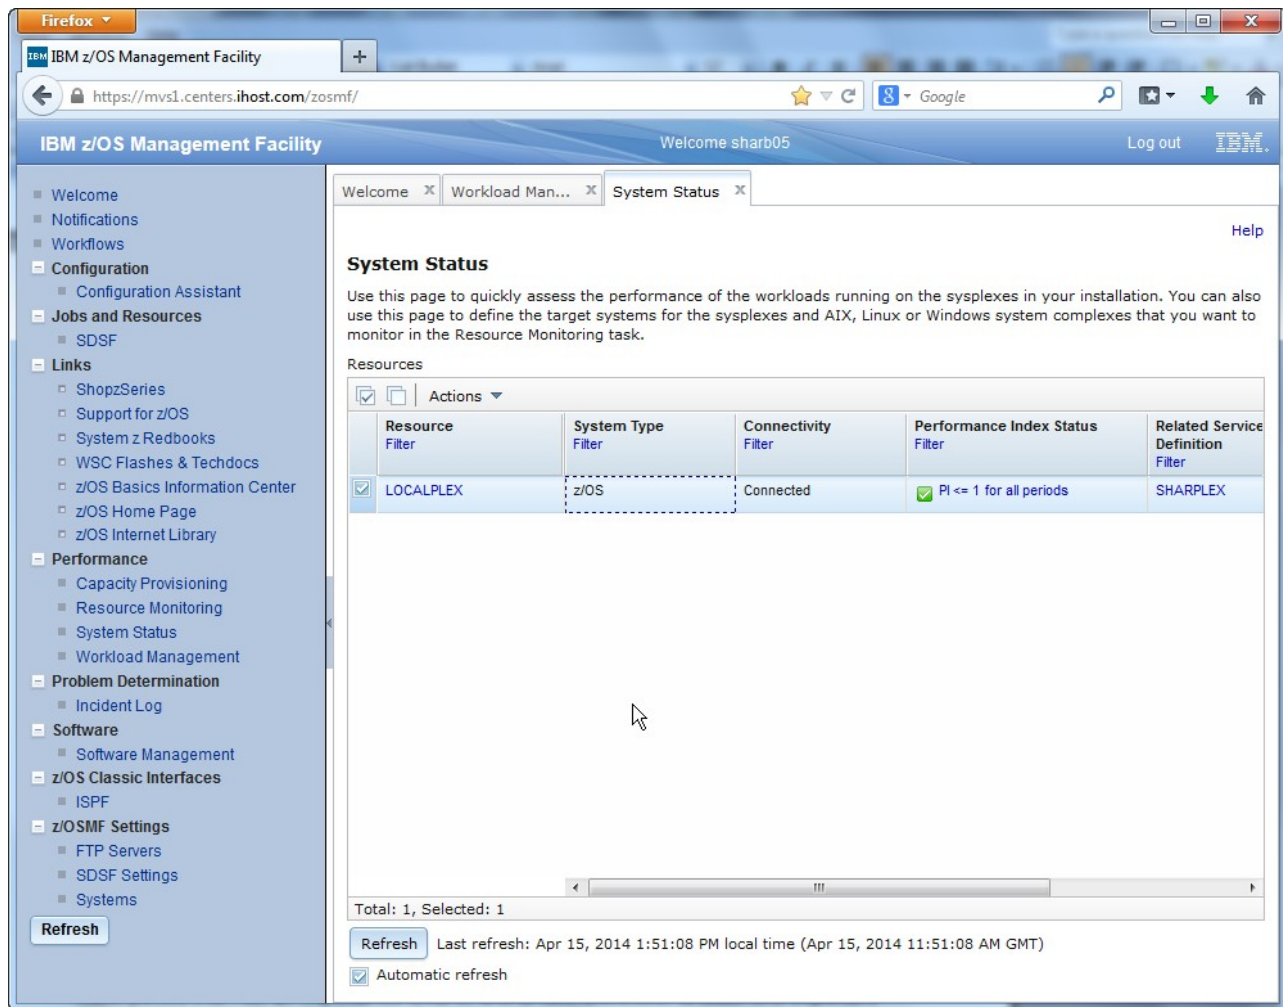 Firefox
IBM IBM z/OS Management Facility
https://mvs1.centers.ihost.com/zosmf/
8 Google
IBM z/OS Management Facility
Welcome sharb05
Log out
IBM.
Welcome
Notifications
Workflows
Configuration
Configuration Assistant
Jobs and Resources
SDSF
Links
ShopzSeries
Support for z/OS
System z Redbooks
WSC Flashes & Techdocs
z/OS Basics Information Center
z/OS Home Page
z/OS Internet Library
Performance
Capacity Provisioning
Resource Monitoring
System Status
Workload Management
Problem Determination
Incident Log
Software
Software Management
z/OS Classic Interfaces
ISPF
z/OSMF Settings
FTP Servers
SDSF Settings
Systems
Refresh
Welcome x Workload Man... x System Status x
Help
System Status
Use this page to quickly assess the performance of the workloads running on the sysplexes in your installation. You can also
use this page to define the target systems for the sysplexes and AIX, Linux or Windows system complexes that you want to
monitor in the Resource Monitoring task.
Resources
Actions
Resource System Type Connectivity Performance Index Status Related Service
Definition
Filter Filter Filter Filter Filter
LOCALPLEX z/OS Connected PI <= 1 for all periods SHARPLEX
Total: 1, Selected: 1
Refresh Last refresh: Apr 15, 2014 1:51:08 PM local time (Apr 15, 2014 11:51:08 AM GMT)
Automatic refresh